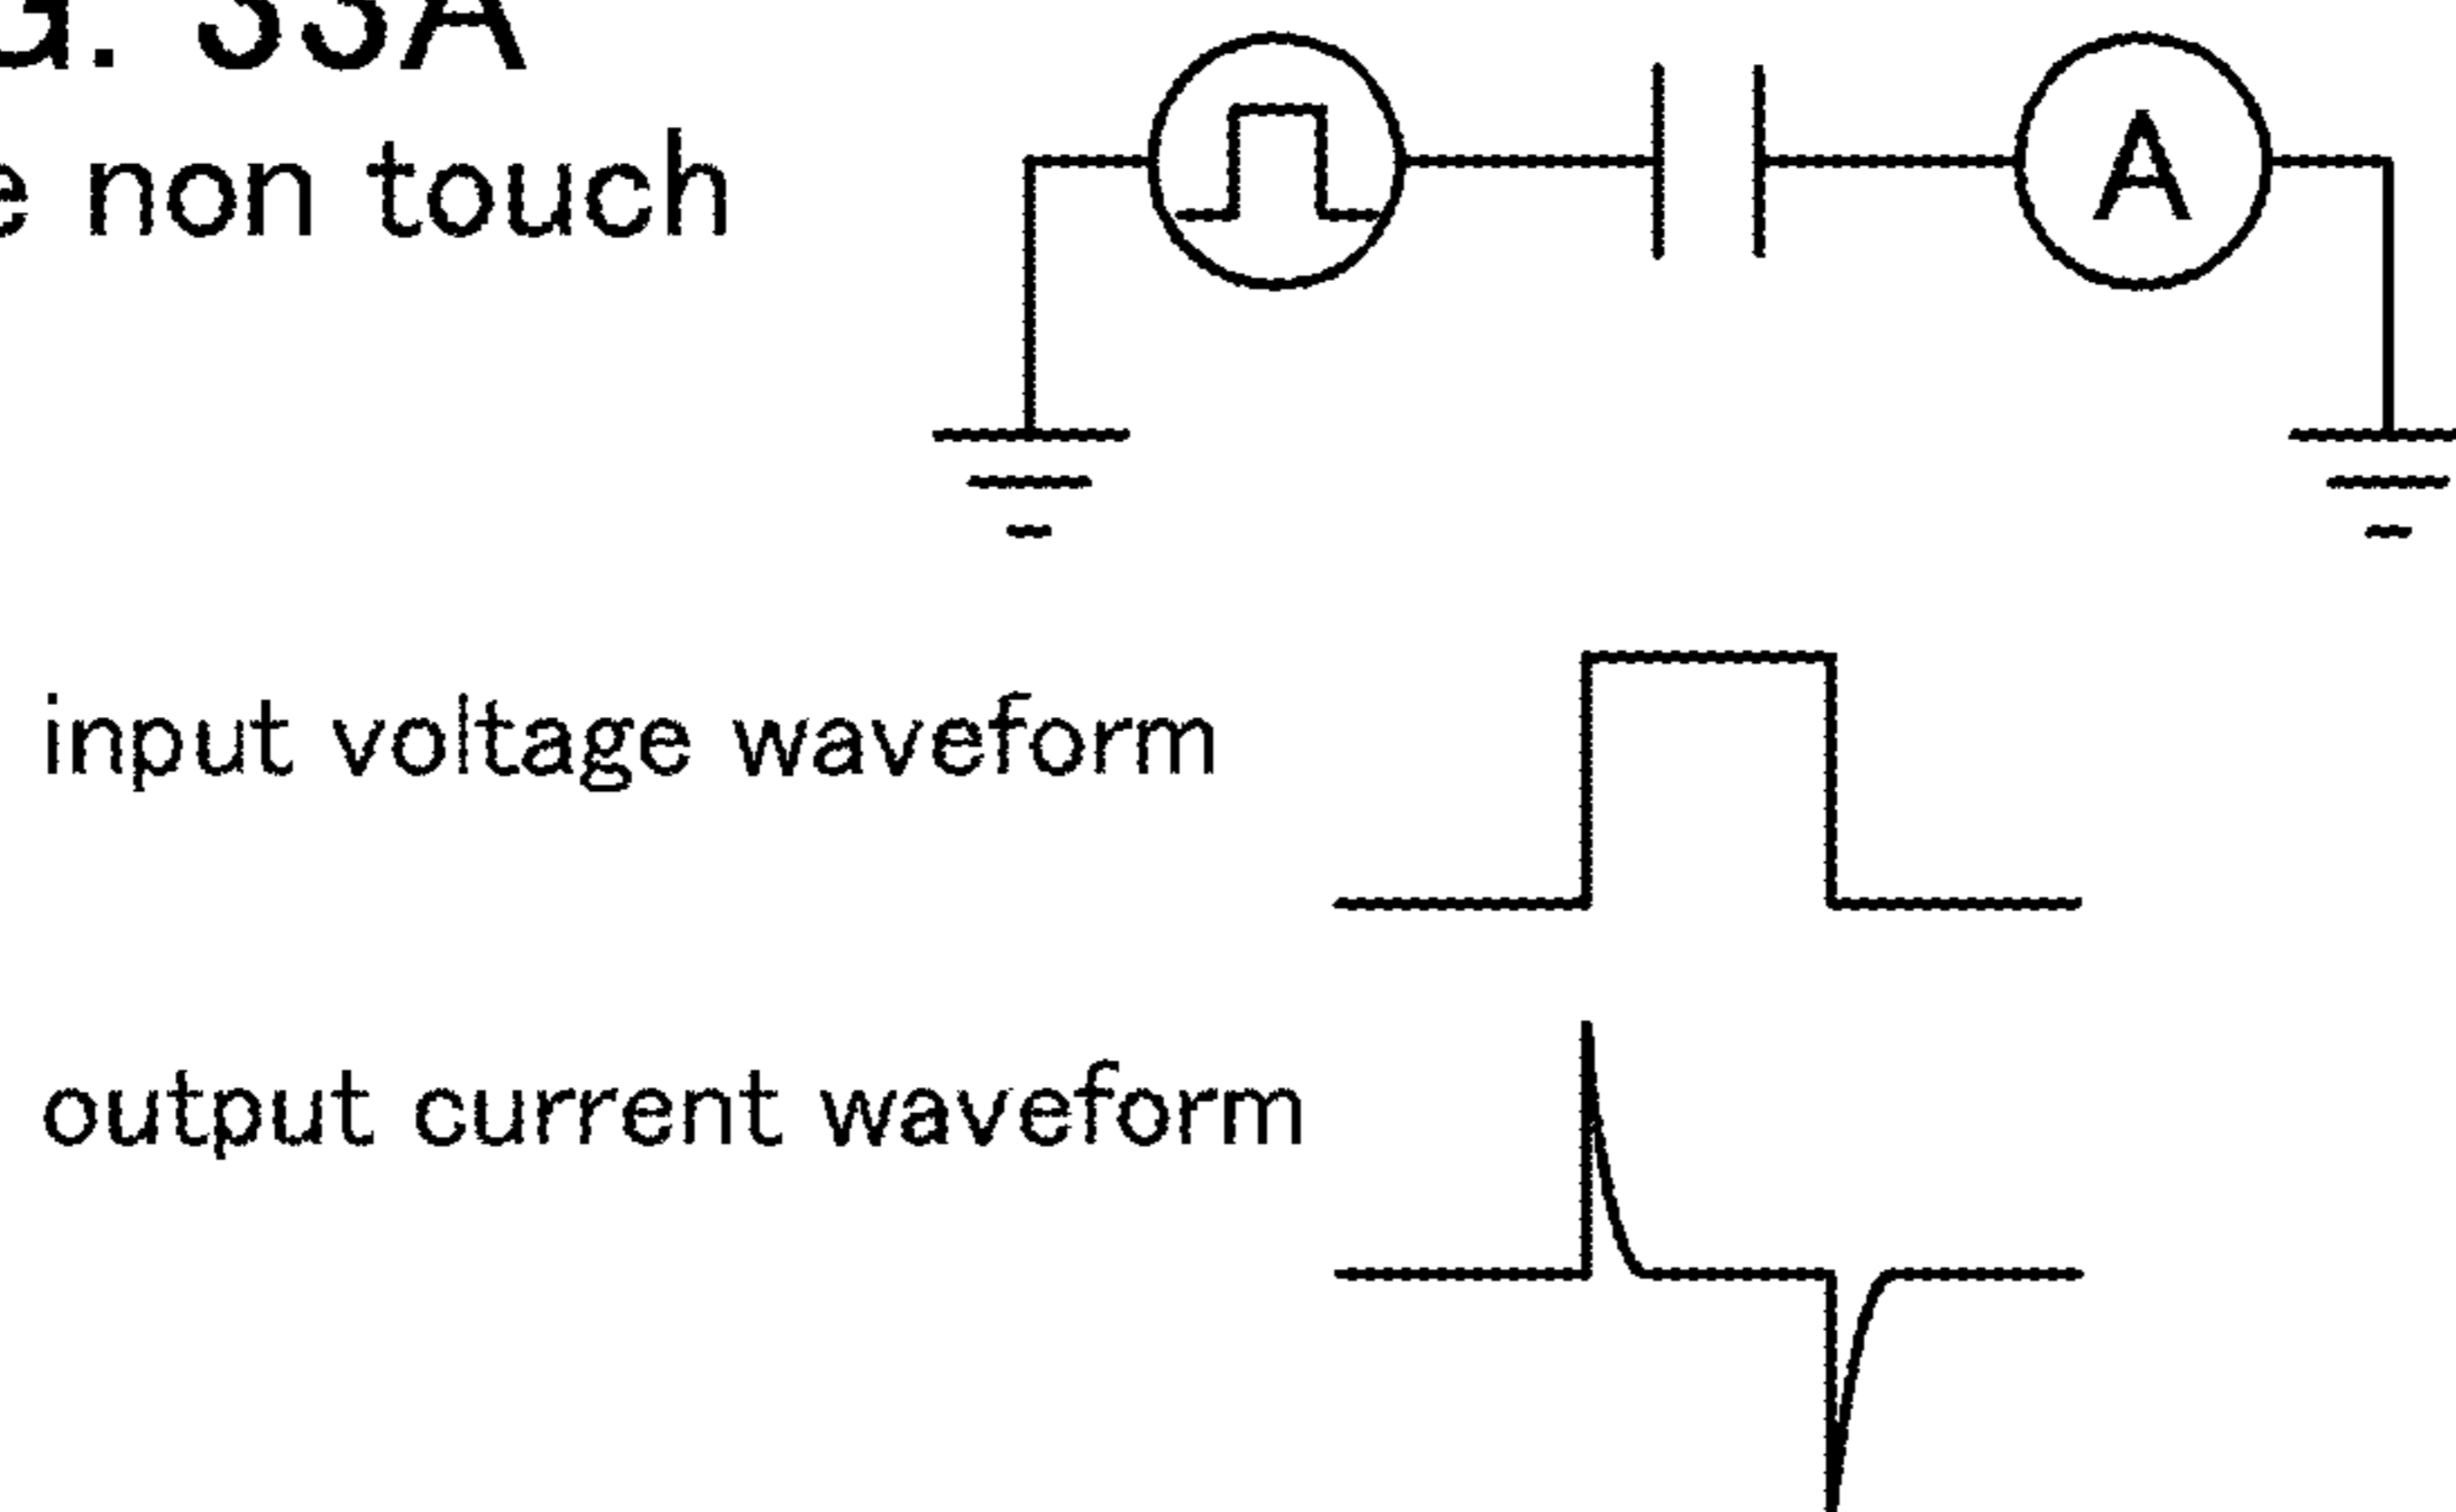 non touch
A
input voltage waveform
output current waveform